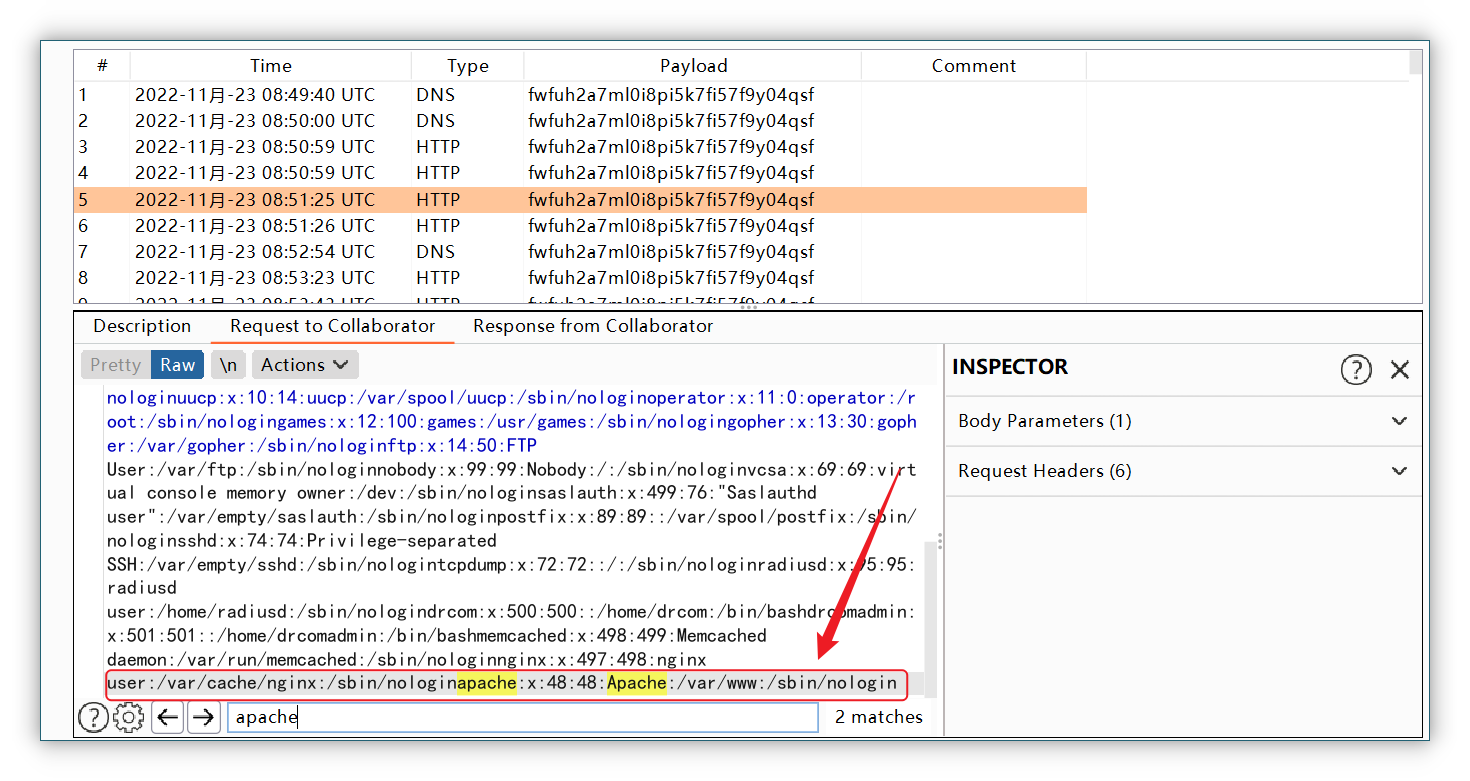 # Time Type Payload Comment
1 2022-11月-23 08:49:40 UTC DNS fwfuh2a7ml0i8pi5k7fi57f9y04qsf
2 2022-11月-23 08:50:00 UTC DNS fwfuh2a7ml0i8pi5k7fi57f9y04qsf
3 2022-11月-23 08:50:59 UTC HTTP fwfuh2a7ml0i8pi5k7fi57f9y04qsf
4 2022-11月-23 08:50:59 UTC HTTP fwfuh2a7ml0i8pi5k7fi57f9y04qsf
5 2022-11月-23 08:51:25 UTC HTTP fwfuh2a7ml0i8pi5k7fi57f9y04qsf
6 2022-11月-23 08:51:26 UTC HTTP fwfuh2a7ml0i8pi5k7fi57f9y04qsf
7 2022-11月-23 08:52:54 UTC DNS fwfuh2a7ml0i8pi5k7fi57f9y04qsf
8 2022-11月-23 08:53:23 UTC HTTP fwfuh2a7ml0i8pi5k7fi57f9y04qsf
Description Request to Collaborator Response from Collaborator
Pretty Raw \n Actions
nologinuucp:x:10:14:uucp:/var/spool/uucp:/sbin/nologinoperator:x:11:0:operator:/r
oot:/sbin/nologingames:x:12:100:games:/usr/games:/sbin/nologingopher:x:13:30:goph
er:/var/gopher:/sbin/nologinftp:x:14:50:FTP
User:/var/ftp:/sbin/nologinnobody:x:99:99:Nobody:/:/sbin/nologinvcsa:x:69:69:virt
ual console memory owner:/dev:/sbin/nologinsaslauth:x:499:76:"Saslauthd
user":/var/empty/saslauth:/sbin/nologinpostfix:x:89:89::/var/spool/postfix:/sbin/
nologinsshd:x:74:74:Privilege-separated
SSH:/var/empty/sshd:/sbin/nologintcpdump:x:72:72::/:/sbin/nologinradiusd:x:95:95:
radiusd
user:/home/radiusd:/sbin/nologindrcom:x:500:500::/home/drcom:/bin/bashdrcomadmin:
x:501:501::/home/drcomadmin:/bin/bashmemcached:x:498:499:Memcached
daemon:/var/run/memcached:/sbin/nologinnginx:x:497:498:nginx
user:/var/cache/nginx:/sbin/nologinapache:x:48:48:Apache:/var/www:/sbin/nologin
apache 2 matches
INSPECTOR
Body Parameters (1)
Request Headers (6)